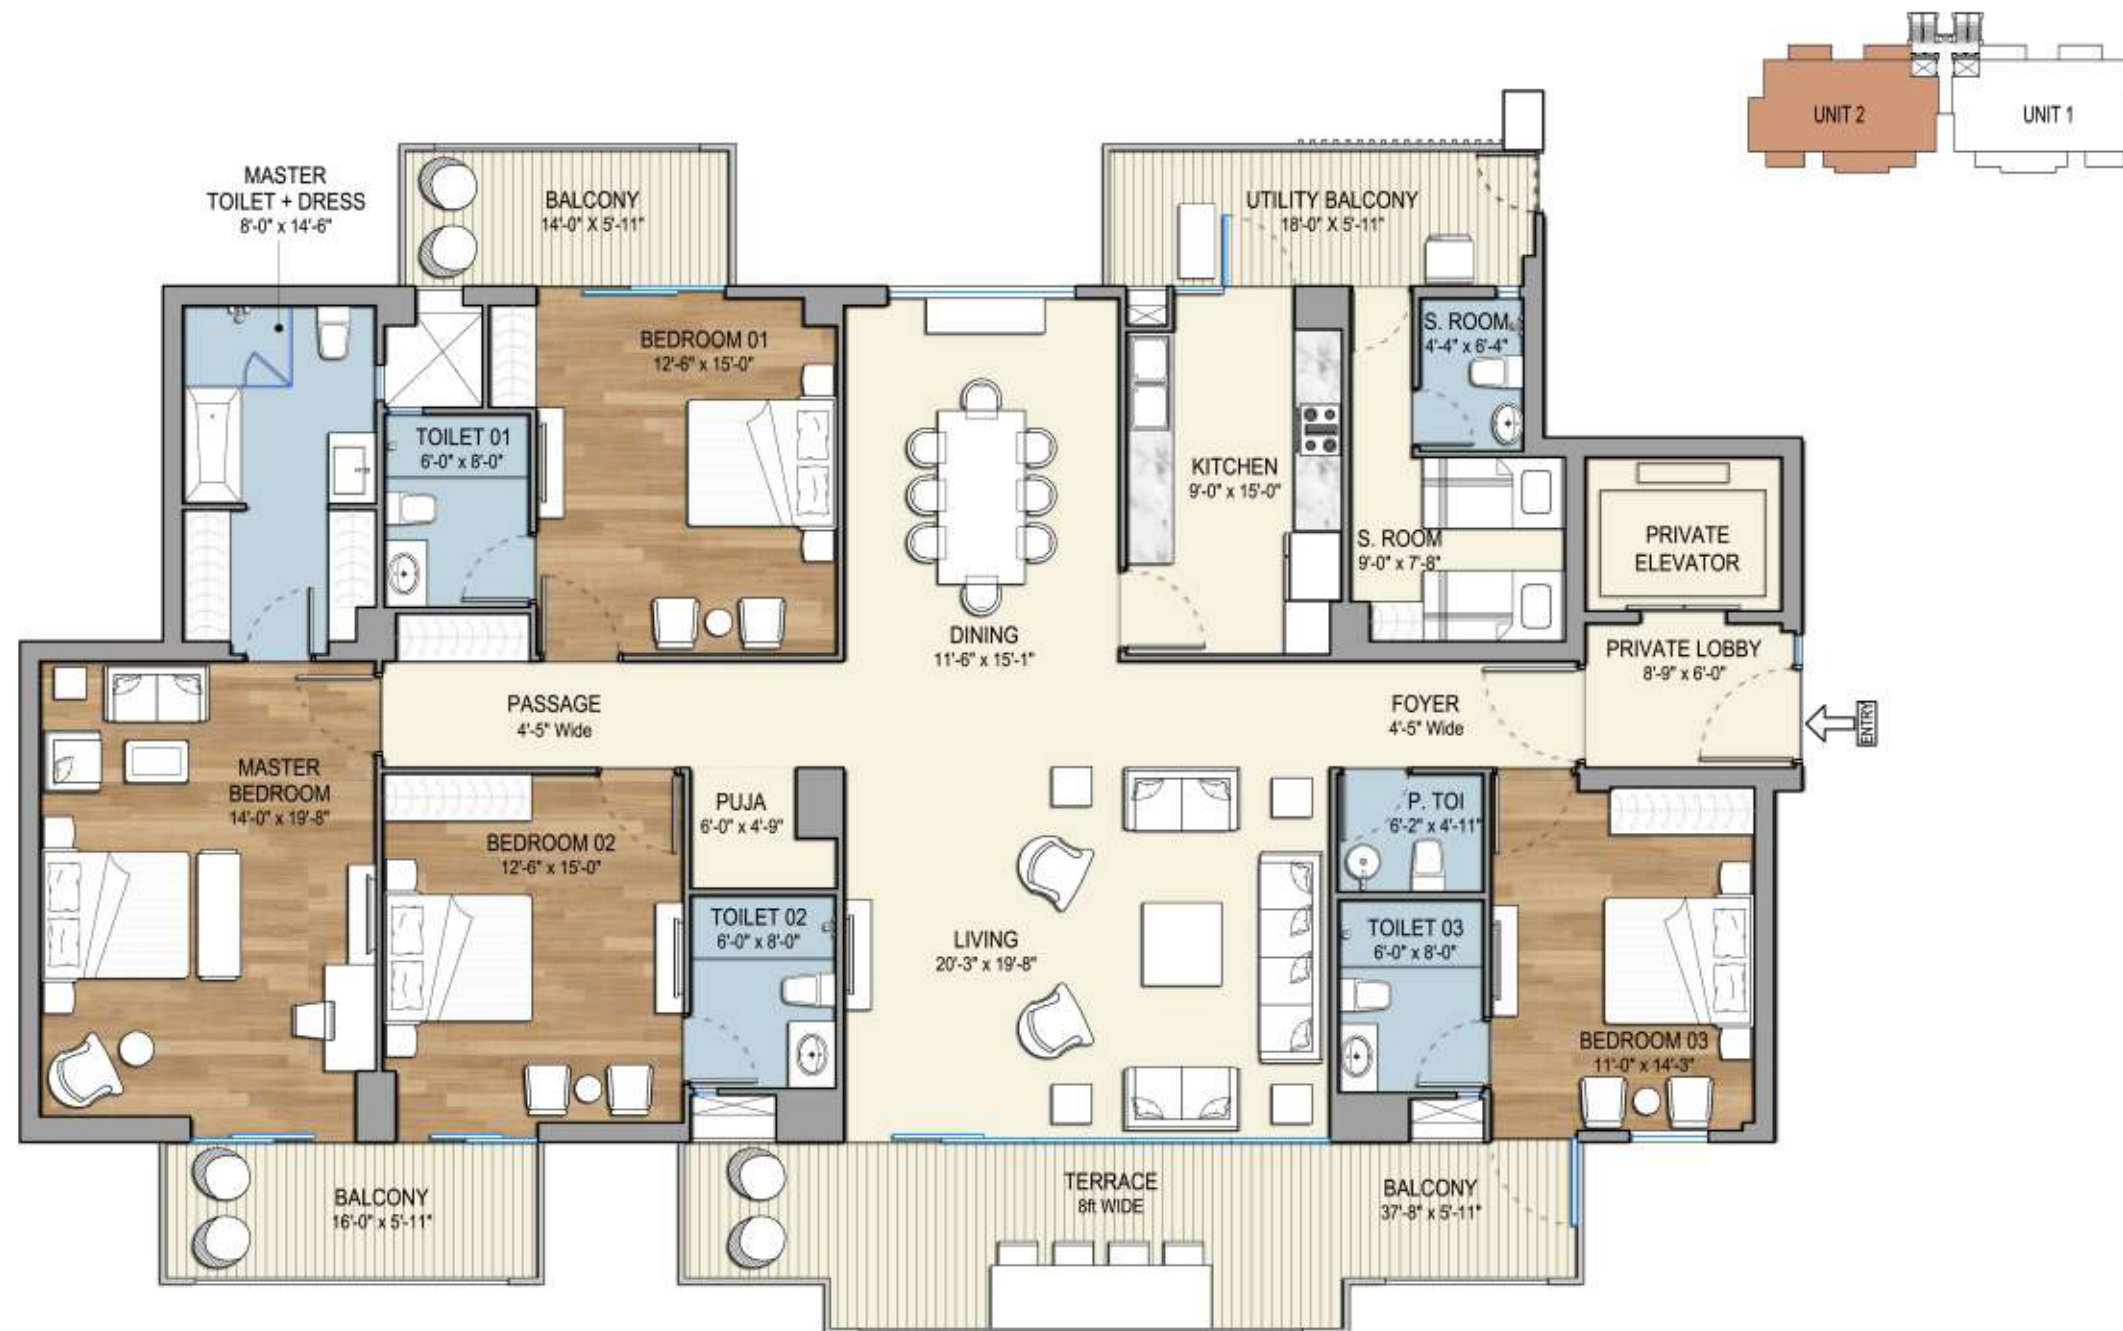 UNIT 2
UNIT 1
MASTER
TOILET + DRESS
8'-0" x 14'-6"
BALCONY
14'-0" X 5'-11"
UTILITY BALCONY
18'-0" X 5'-11"
BEDROOM 01
12'-6" x 15'-0"
S. ROOM
4'-4" x 6'-4"
TOILET 01
6'-0" x 8'-0"
KITCHEN
9'-0" x 15'-0"
S. ROOM
9'-0" x 7'-8"
PRIVATE
ELEVATOR
DINING
11'-6" x 15'-1"
PRIVATE LOBBY
8'-9" x 6'-0"
PASSAGE
4'-5" Wide
FOYER
4'-5" Wide
ENTRY
MASTER
BEDROOM
14'-0" x 19'-8"
BEDROOM 02
12'-6" x 15'-0"
PUJA
6'-0" x 4'-9"
P. TOI
6'-2" x 4'-11"
TOILET 02
6'-0" x 8'-0"
LIVING
20'-3" x 19'-8"
TOILET 03
6'-0" x 8'-0"
BEDROOM 03
11'-0" x 14'-3"
BALCONY
16'-0" x 5'-11"
TERRACE
8ft WIDE
BALCONY
37'-8" x 5'-11"